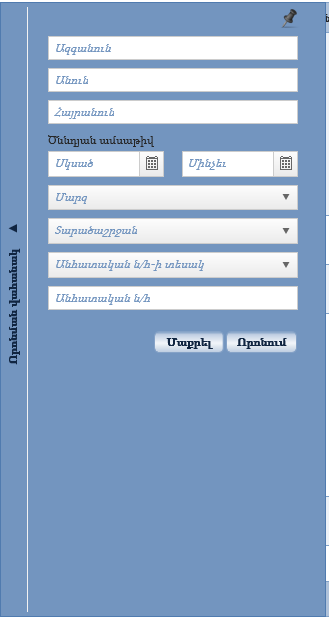 Ազգանուն
Անուն
Հայրանուն
Ծննդյան ամսաթիվ
Սկսած
Մինչեւ
Մարզ
Տարածաշրջան
Անհատական ն/հ-ի տեսակ
Անհատական ն/հ
Մաքրել
Որոնում
Որոնման վահանակ